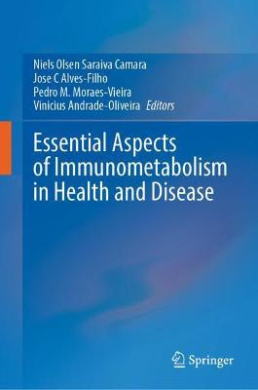 Niels Olsen Saraiva Camara
Jose C Alves-Filho
Pedro M. Moraes-Vieira
Vinicius Andrade-Oliveira Editors
Essential Aspects
of Immunometabolism
in Health and Disease
Springer